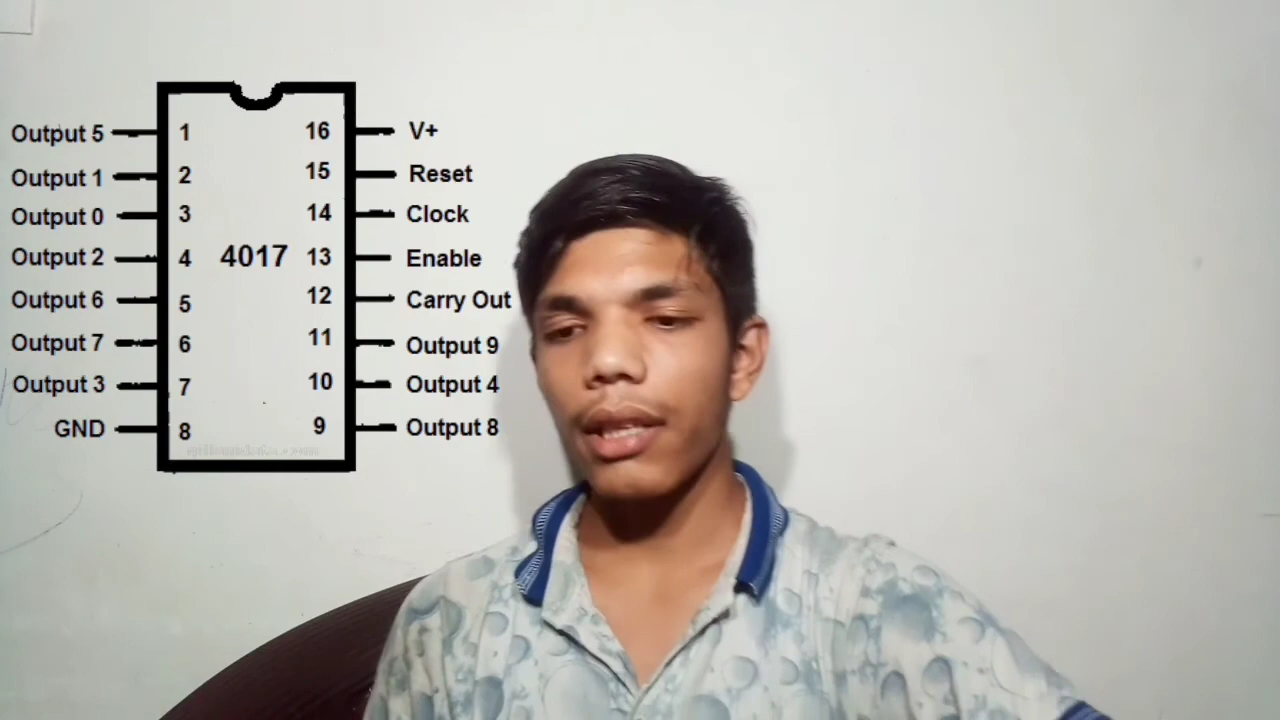 Output 5 1 16 V+
Output 1 2 15 Reset
Output 0 3 14 Clock
Output 2 4 4017 13 Enable
Output 6 5 12 Carry Out
Output 7 6 11 Output 9
Output 3 7 10 Output 4
GND 8 9 Output 8